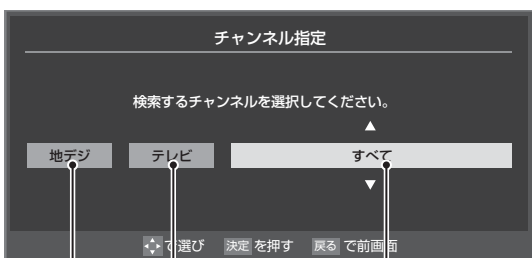 チャンネル指定
検索するチャンネルを選択してください。
地デジ テレビ すべて
で選び 決定 を押す 戻る で前画面